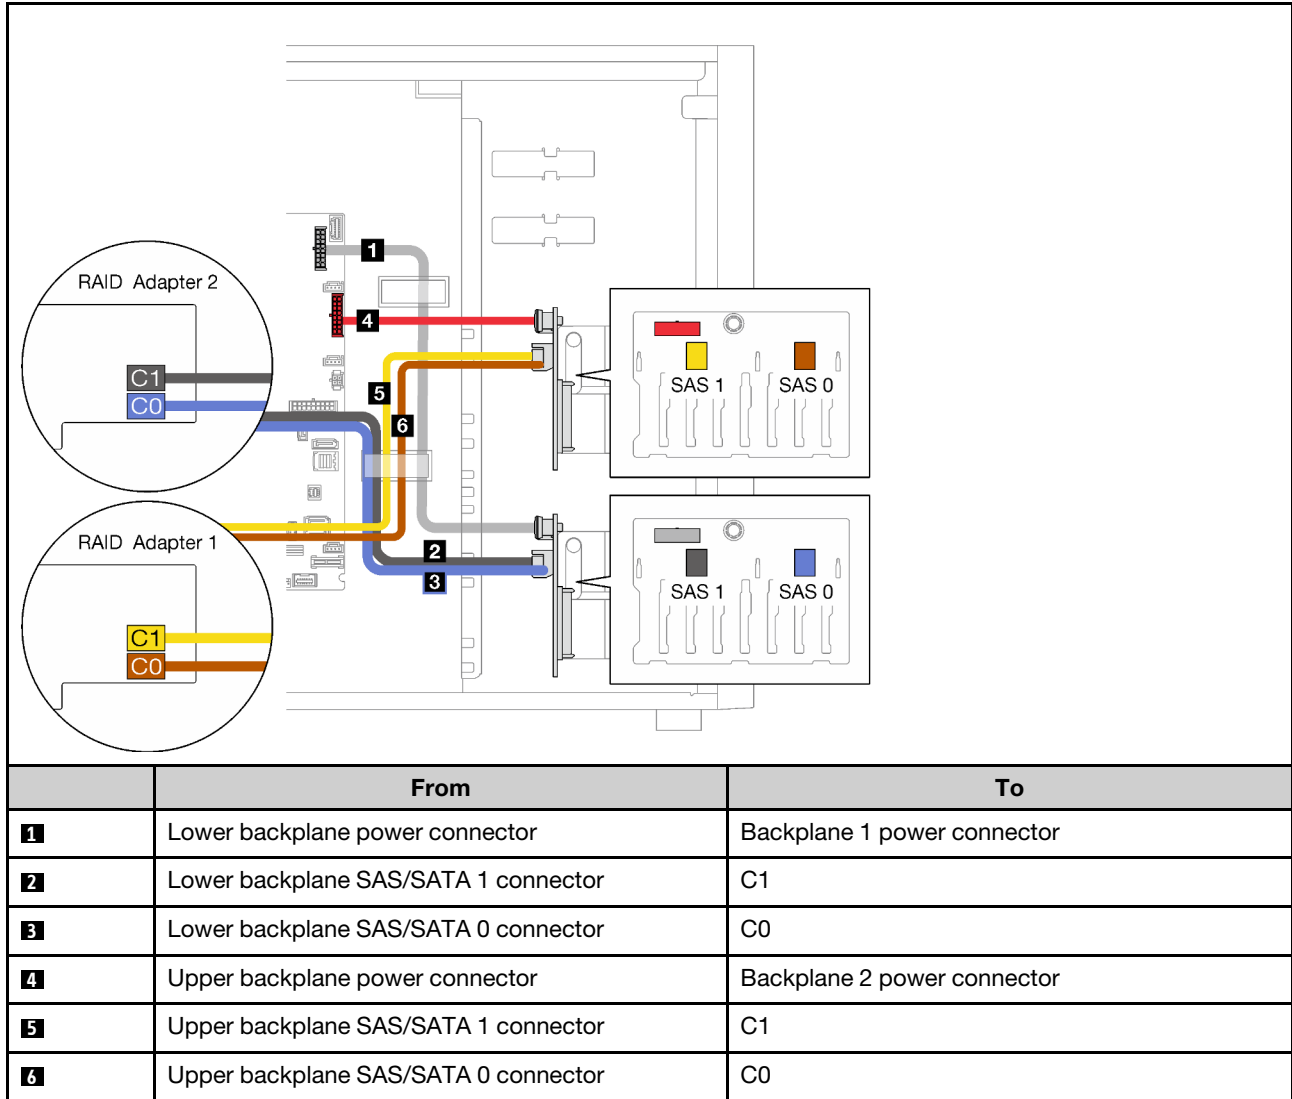 1
RAID Adapter 2
4
C1
C0
5
6
SAS 1 SAS 0
RAID Adapter 1
2
3
SAS 1 SAS 0
C1
C0
From To
1 Lower backplane power connector Backplane 1 power connector
2 Lower backplane SAS/SATA 1 connector C1
3 Lower backplane SAS/SATA 0 connector C0
4 Upper backplane power connector Backplane 2 power connector
5 Upper backplane SAS/SATA 1 connector C1
6 Upper backplane SAS/SATA 0 connector C0